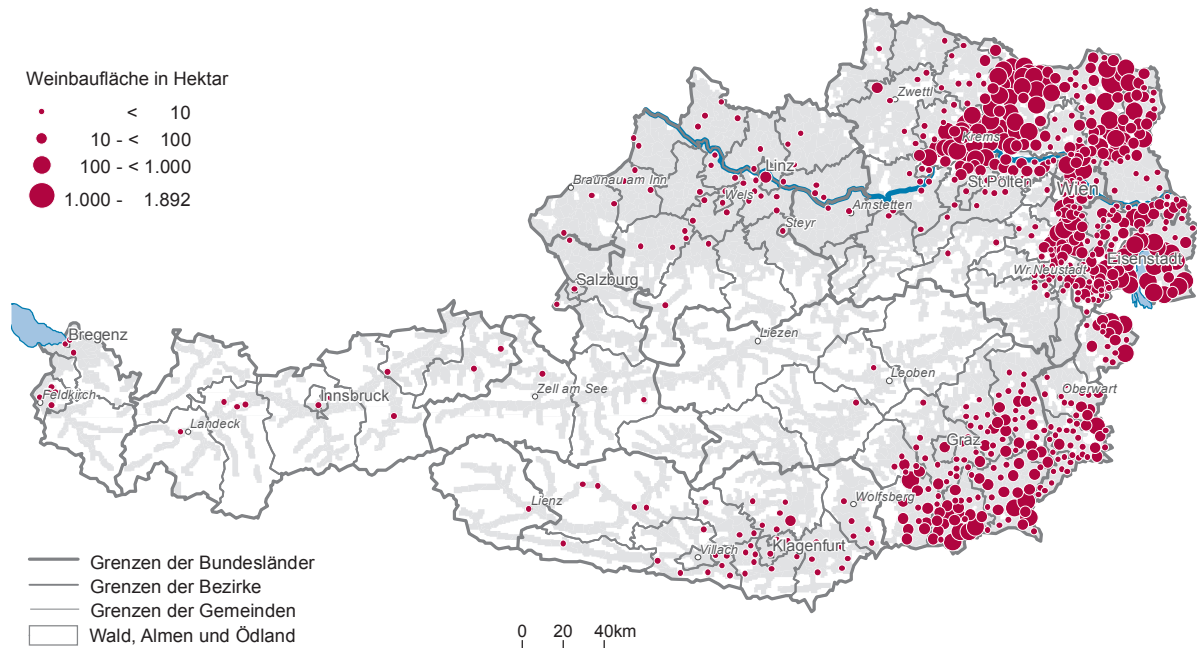 Weinbaufläche in Hektar
< 10
10 - < 100
100 - < 1.000
1.000 - 1.892
Zwettl
Krems
Linz
Braunau am Inn
Wels
St.Pölten
Wien
Amstetten
Steyr
Eisenstadt
Wr.Neustadt
Salzburg
Bregenz
Liezen
Leoben
Oberwart
Feldkirch
Innsbruck
Zell am See
Landeck
Graz
Lienz
Wolfsberg
Villach
Klagenfurt
Grenzen der Bundesländer
Grenzen der Bezirke
Grenzen der Gemeinden
Wald, Almen und Ödland
0 20 40km